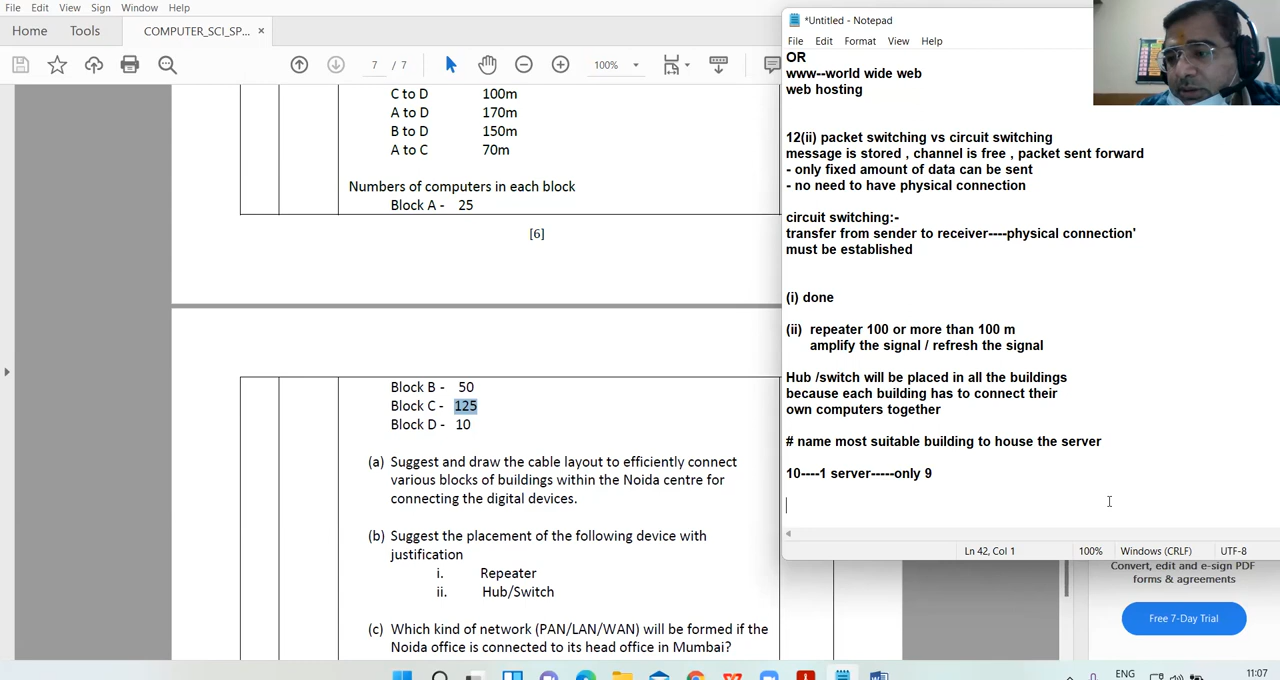 File Edit View Sign Window Help
Home Tools COMPUTER_SCI_SP... ×
7 / 7 100%
C to D 100m
A to D 170m
B to D 150m
A to C 70m
Numbers of computers in each block
Block A - 25
[6]
Block B - 50
Block C - 125
Block D - 10
(a) Suggest and draw the cable layout to efficiently connect
various blocks of buildings within the Noida centre for
connecting the digital devices.
(b) Suggest the placement of the following device with
justification
i. Repeater
ii. Hub/Switch
(c) Which kind of network (PAN/LAN/WAN) will be formed if the
Noida office is connected to its head office in Mumbai?
*Untitled - Notepad
File Edit Format View Help
OR
www--world wide web
web hosting
12(ii) packet switching vs circuit switching
message is stored , channel is free , packet sent forward
- only fixed amount of data can be sent
- no need to have physical connection
circuit switching:-
transfer from sender to receiver----physical connection'
must be established
(i) done
(ii) repeater 100 or more than 100 m
amplify the signal / refresh the signal
Hub /switch will be placed in all the buildings
because each building has to connect their
own computers together
# name most suitable building to house the server
10----1 server-----only 9
Ln 42, Col 1 100% Windows (CRLF) UTF-8
Convert, edit and e-sign PDF
forms & agreements
Free 7-Day Trial
ENG 11:07